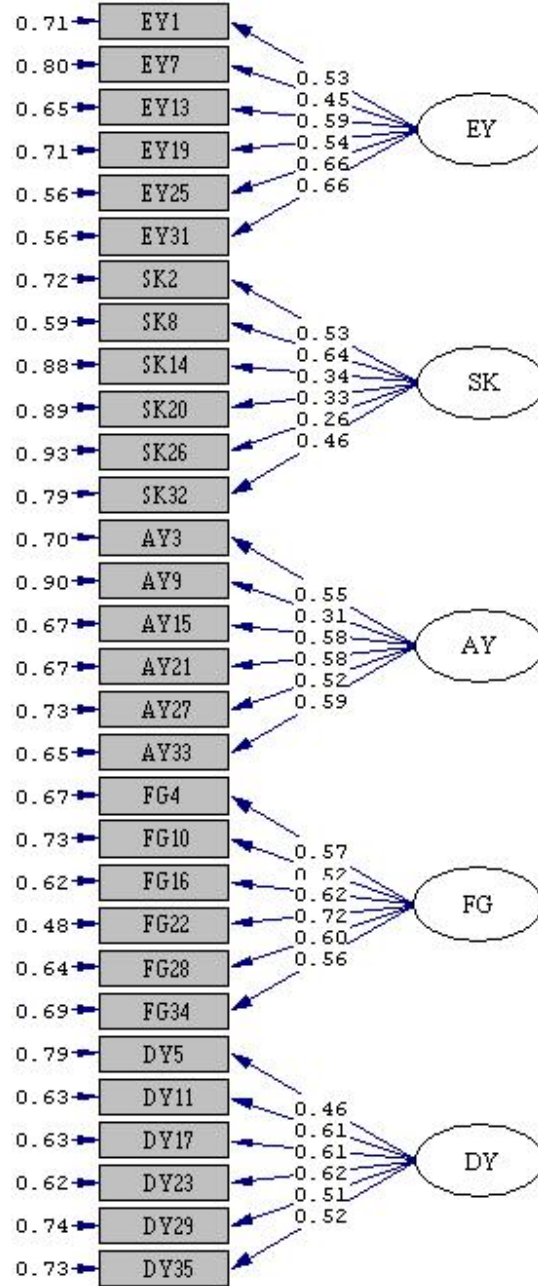 0.71 EY1
0.80 EY7 0.53
0.45
0.65 EY13 0.59 EY
0.71 EY19 0.54
0.66
0.56 EY25 0.66
0.56 EY31
0.72 SK2
0.59 SK8 0.53
0.64
0.88 SK14 0.34 SK
0.89 SK20 0.33
0.26
0.93 SK26 0.46
0.79 SK32
0.70 AY3
0.90 AY9 0.55
0.31
0.67 AY15 0.58 AY
0.67 AY21 0.58
0.52
0.73 AY27 0.59
0.65 AY33
0.67 FG4
0.73 FG10 0.57
0.52
0.62 FG16 0.62 FG
0.48 FG22 0.72
0.60
0.64 FG28 0.56
0.69 FG34
0.79 DY5
0.63 DY11 0.46
0.61
0.63 DY17 0.61 DY
0.62 DY23 0.62
0.51
0.74 DY29 0.52
0.73 DY35